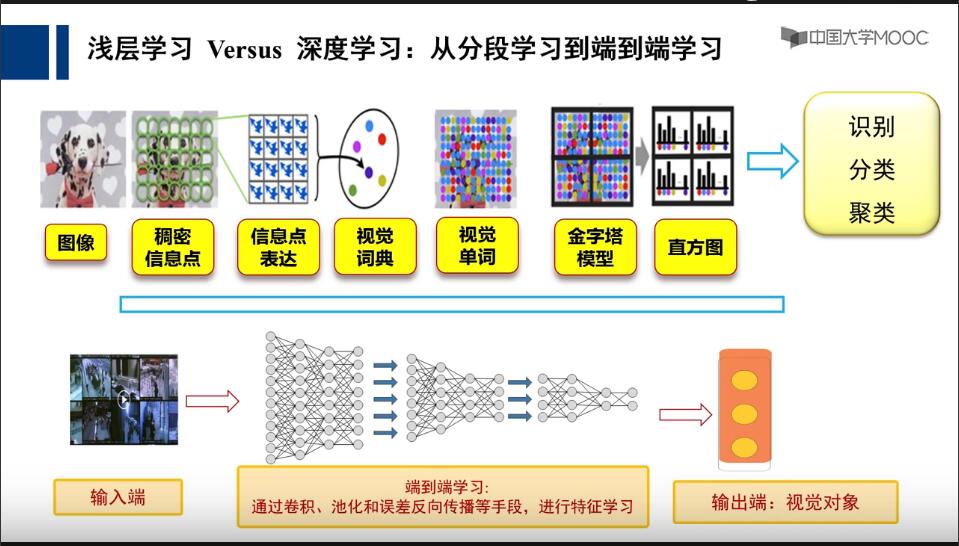 浅层学习 Versus 深度学习：从分段学习到端到端学习
中国大学MOOC
图像
稠密
信息点
信息点
表达
视觉
词典
视觉
单词
金字塔
模型
直方图
识别
分类
聚类
输入端
端到端学习:
通过卷积、池化和误差反向传播等手段，进行特征学习
输出端：视觉对象